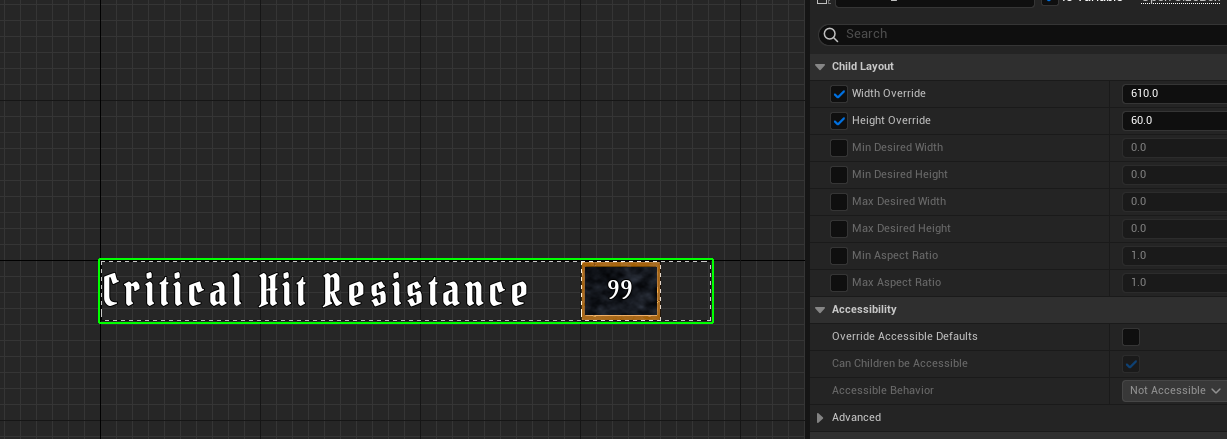 Search
Child Layout
Width Override 610.0
Height Override 60.0
Min Desired Width 0.0
Min Desired Height 0.0
Max Desired Width 0.0
Max Desired Height 0.0
Min Aspect Ratio 1.0
Max Aspect Ratio 1.0
Critical Hit Resistance 99
Accessibility
Override Accessible Defaults
Can Children be Accessible
Accessible Behavior Not Accessible
Advanced